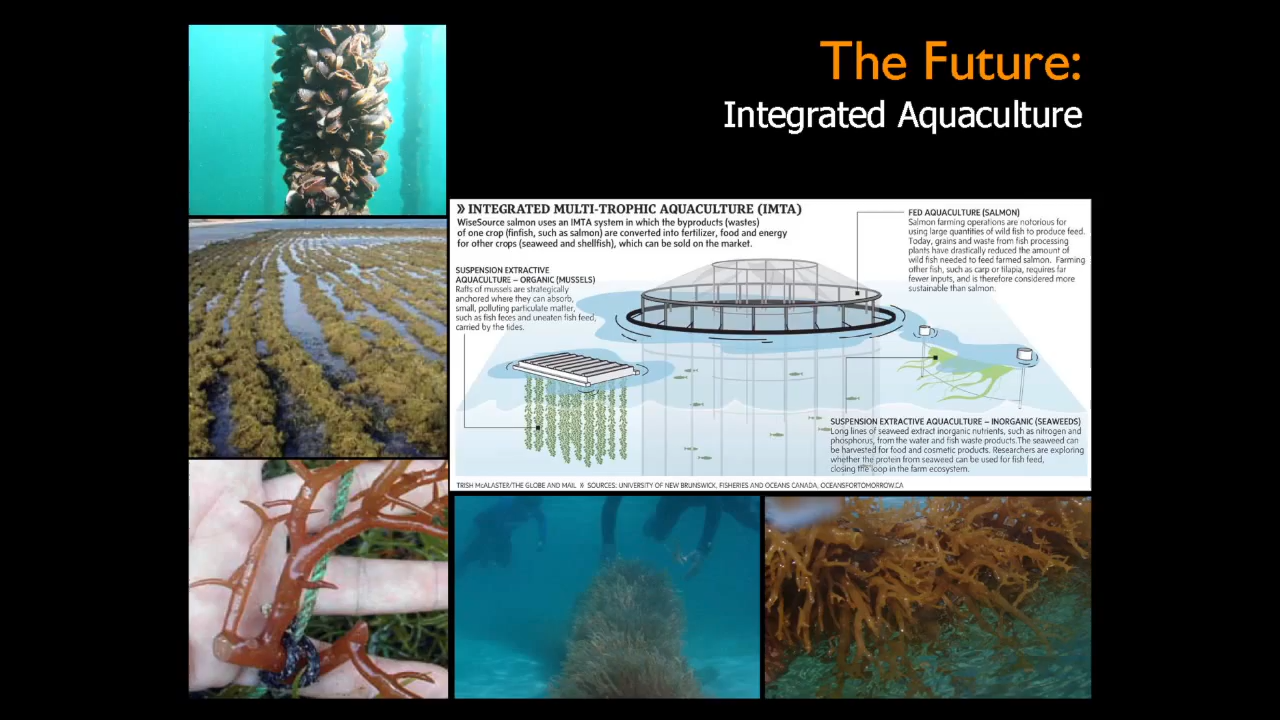 The Future:
Integrated Aquaculture
» INTEGRATED MULTI-TROPHIC AQUACULTURE (IMTA)
WiseSource salmon uses an IMTA system in which the byproducts (wastes)
of one crop (finfish, such as salmon) are converted into fertilizer, food and energy
for other crops (seaweed and shellfish), which can be sold on the market.
SUSPENSION EXTRACTIVE
AQUACULTURE – ORGANIC (MUSSELS)
Rafts of mussels are strategically
anchored where they can absorb,
small, polluting particulate matter,
such as fish feces and uneaten fish feed,
carried by the tides.
FED AQUACULTURE (SALMON)
Salmon farming operations are notorious for
using large quantities of wild fish to produce feed.
Today, grains and waste from fish processing
plants have drastically reduced the amount of
wild fish needed to feed farmed salmon. Farming
other fish, such as carp or tilapia, requires far
fewer inputs, and is therefore considered more
sustainable than salmon.
SUSPENSION EXTRACTIVE AQUACULTURE – INORGANIC (SEAWEEDS)
Long lines of seaweed extract inorganic nutrients, such as nitrogen and
phosphorus, from the water and fish waste products.The seaweed can
be harvested for food and cosmetic products. Researchers are exploring
whether the protein from seaweed can be used for fish feed,
closing the loop in the farm ecosystem.
TRISH McALASTER/THE GLOBE AND MAIL » SOURCES: UNIVERSITY OF NEW BRUNSWICK, FISHERIES AND OCEANS CANADA, OCEANSFORTOMORROW.CA